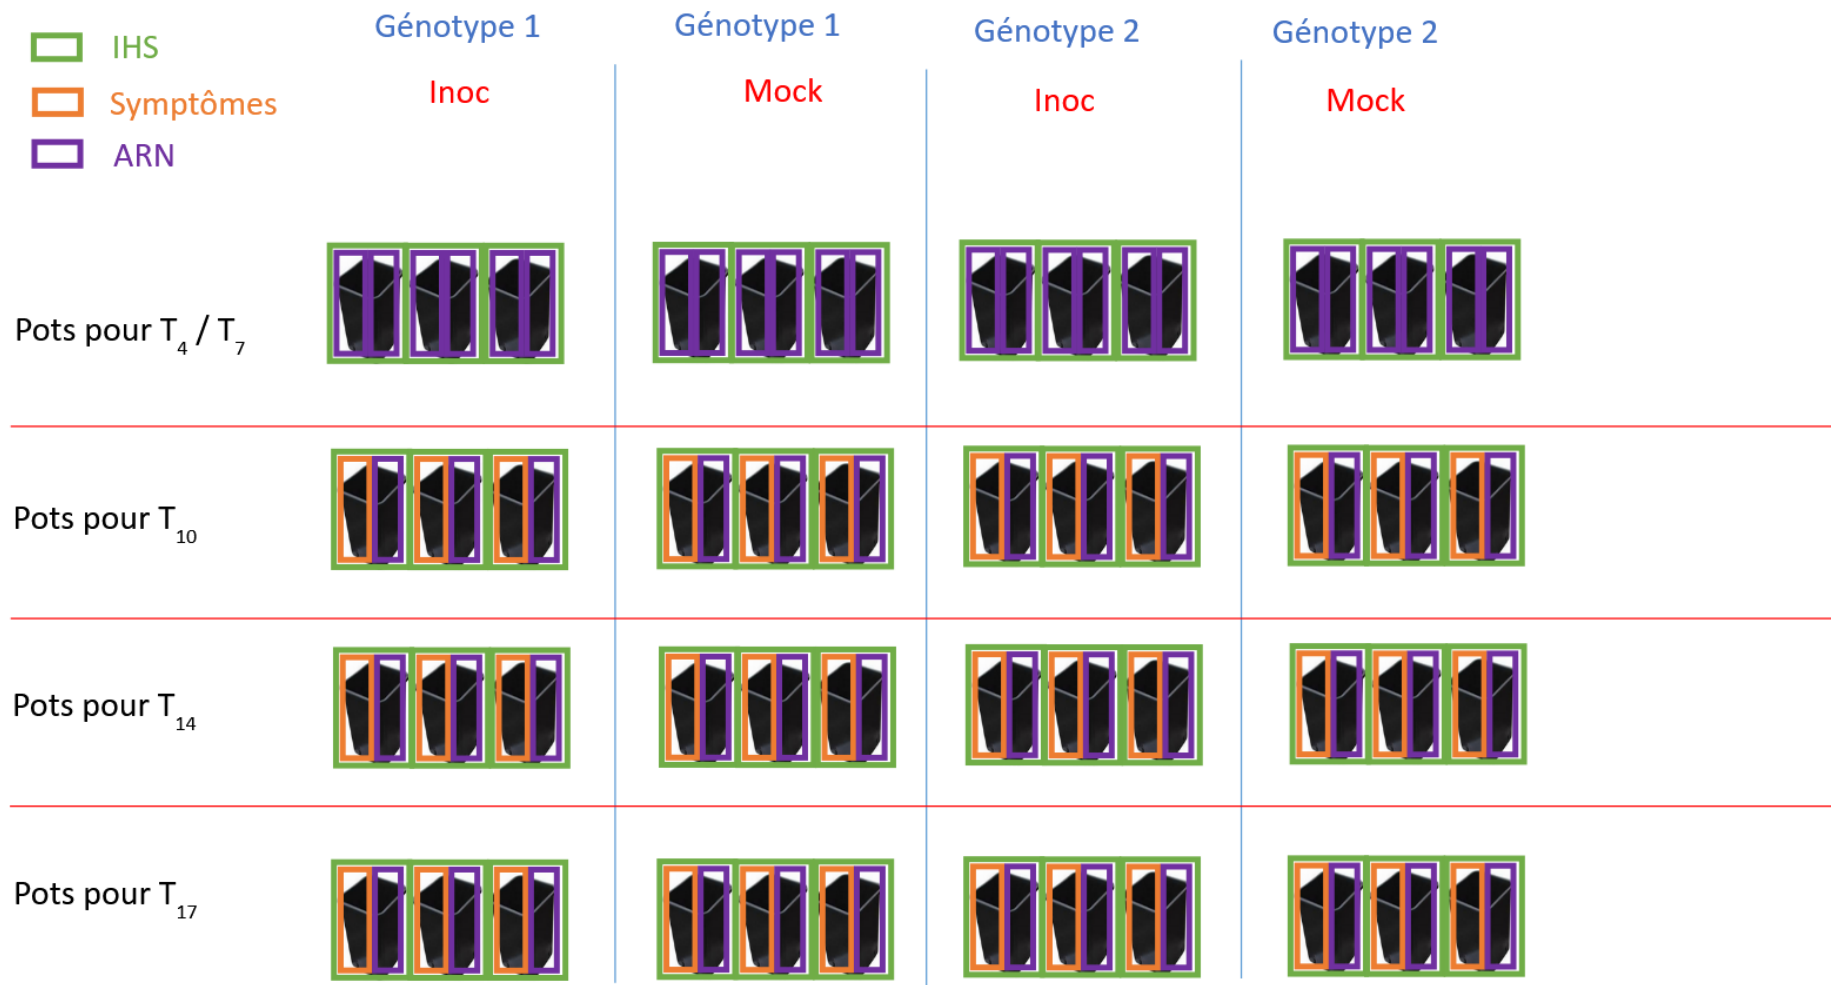 IHS
Symptômes
ARN
Génotype 1
Génotype 1
Génotype 2
Génotype 2
Inoc
Mock
Inoc
Mock
Pots pour T4 / T7
Pots pour T10
Pots pour T14
Pots pour T17